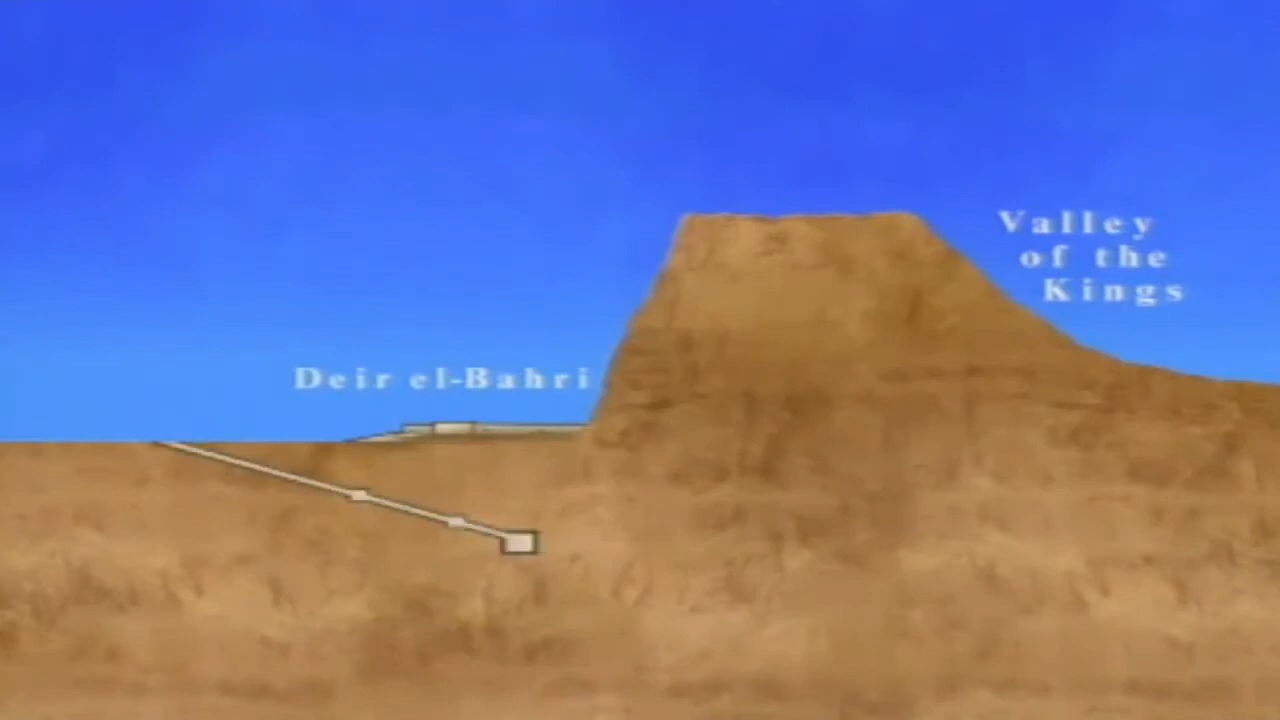 Valley
of the
Kings
Deir el-Bahri